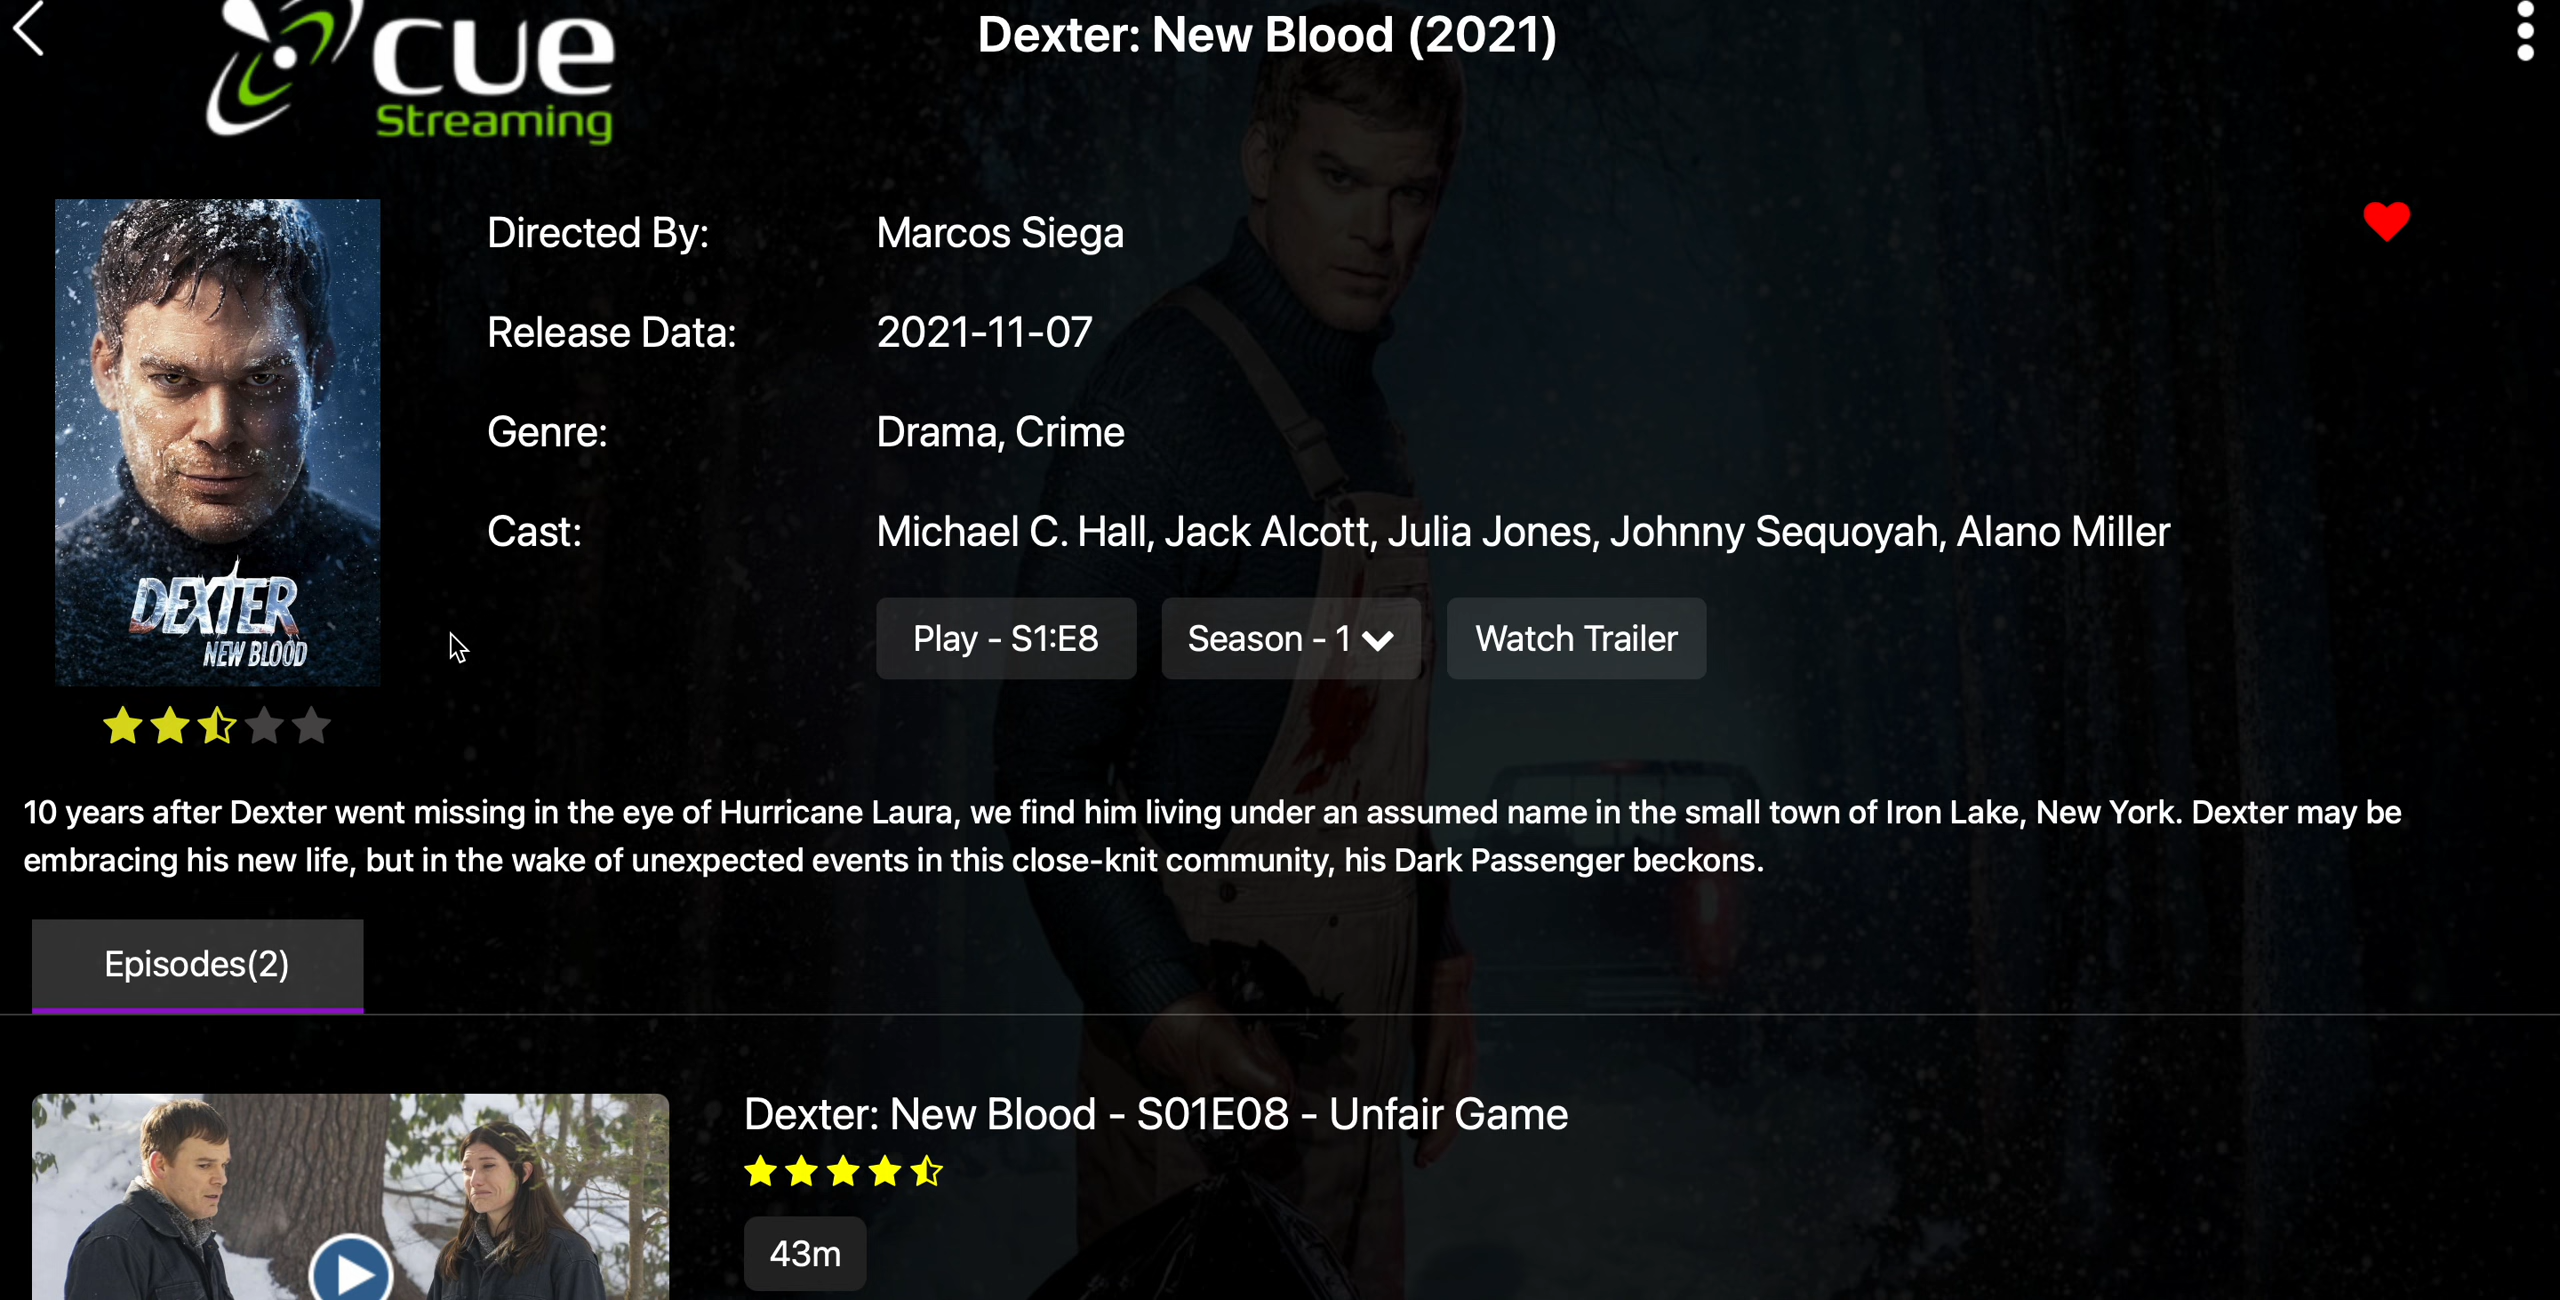 cue
Streaming
Dexter: New Blood (2021)
Directed By: Marcos Siega
Release Data: 2021-11-07
Genre: Drama, Crime
Cast: Michael C. Hall, Jack Alcott, Julia Jones, Johnny Sequoyah, Alano Miller
DEXTER
NEW BLOOD
Play - S1:E8 Season - 1 Watch Trailer
10 years after Dexter went missing in the eye of Hurricane Laura, we find him living under an assumed name in the small town of Iron Lake, New York. Dexter may be
embracing his new life, but in the wake of unexpected events in this close-knit community, his Dark Passenger beckons.
Episodes(2)
Dexter: New Blood - S01E08 - Unfair Game
43m